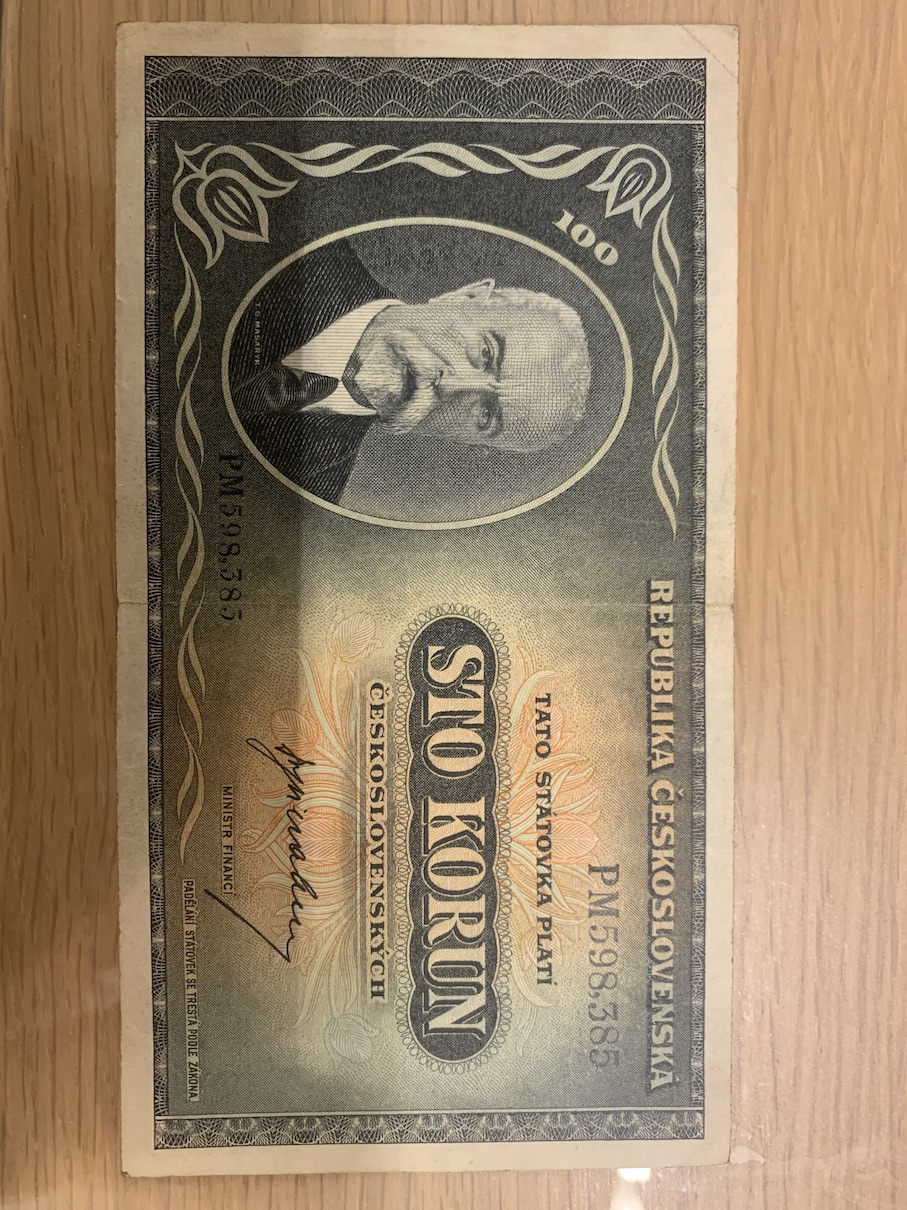 REPUBLIKA ČESKOSLOVENSKÁ
100
PM598,385
TATO STÁTOVKA PLATÍ
STO KORUN
ČESKOSLOVENSKÝCH
T. G. MASARYK
PM598,385
MINISTR FINANCÍ
PADĚLÁNÍ STÁTOVEK SE TRESTÁ PODLE ZÁKONA